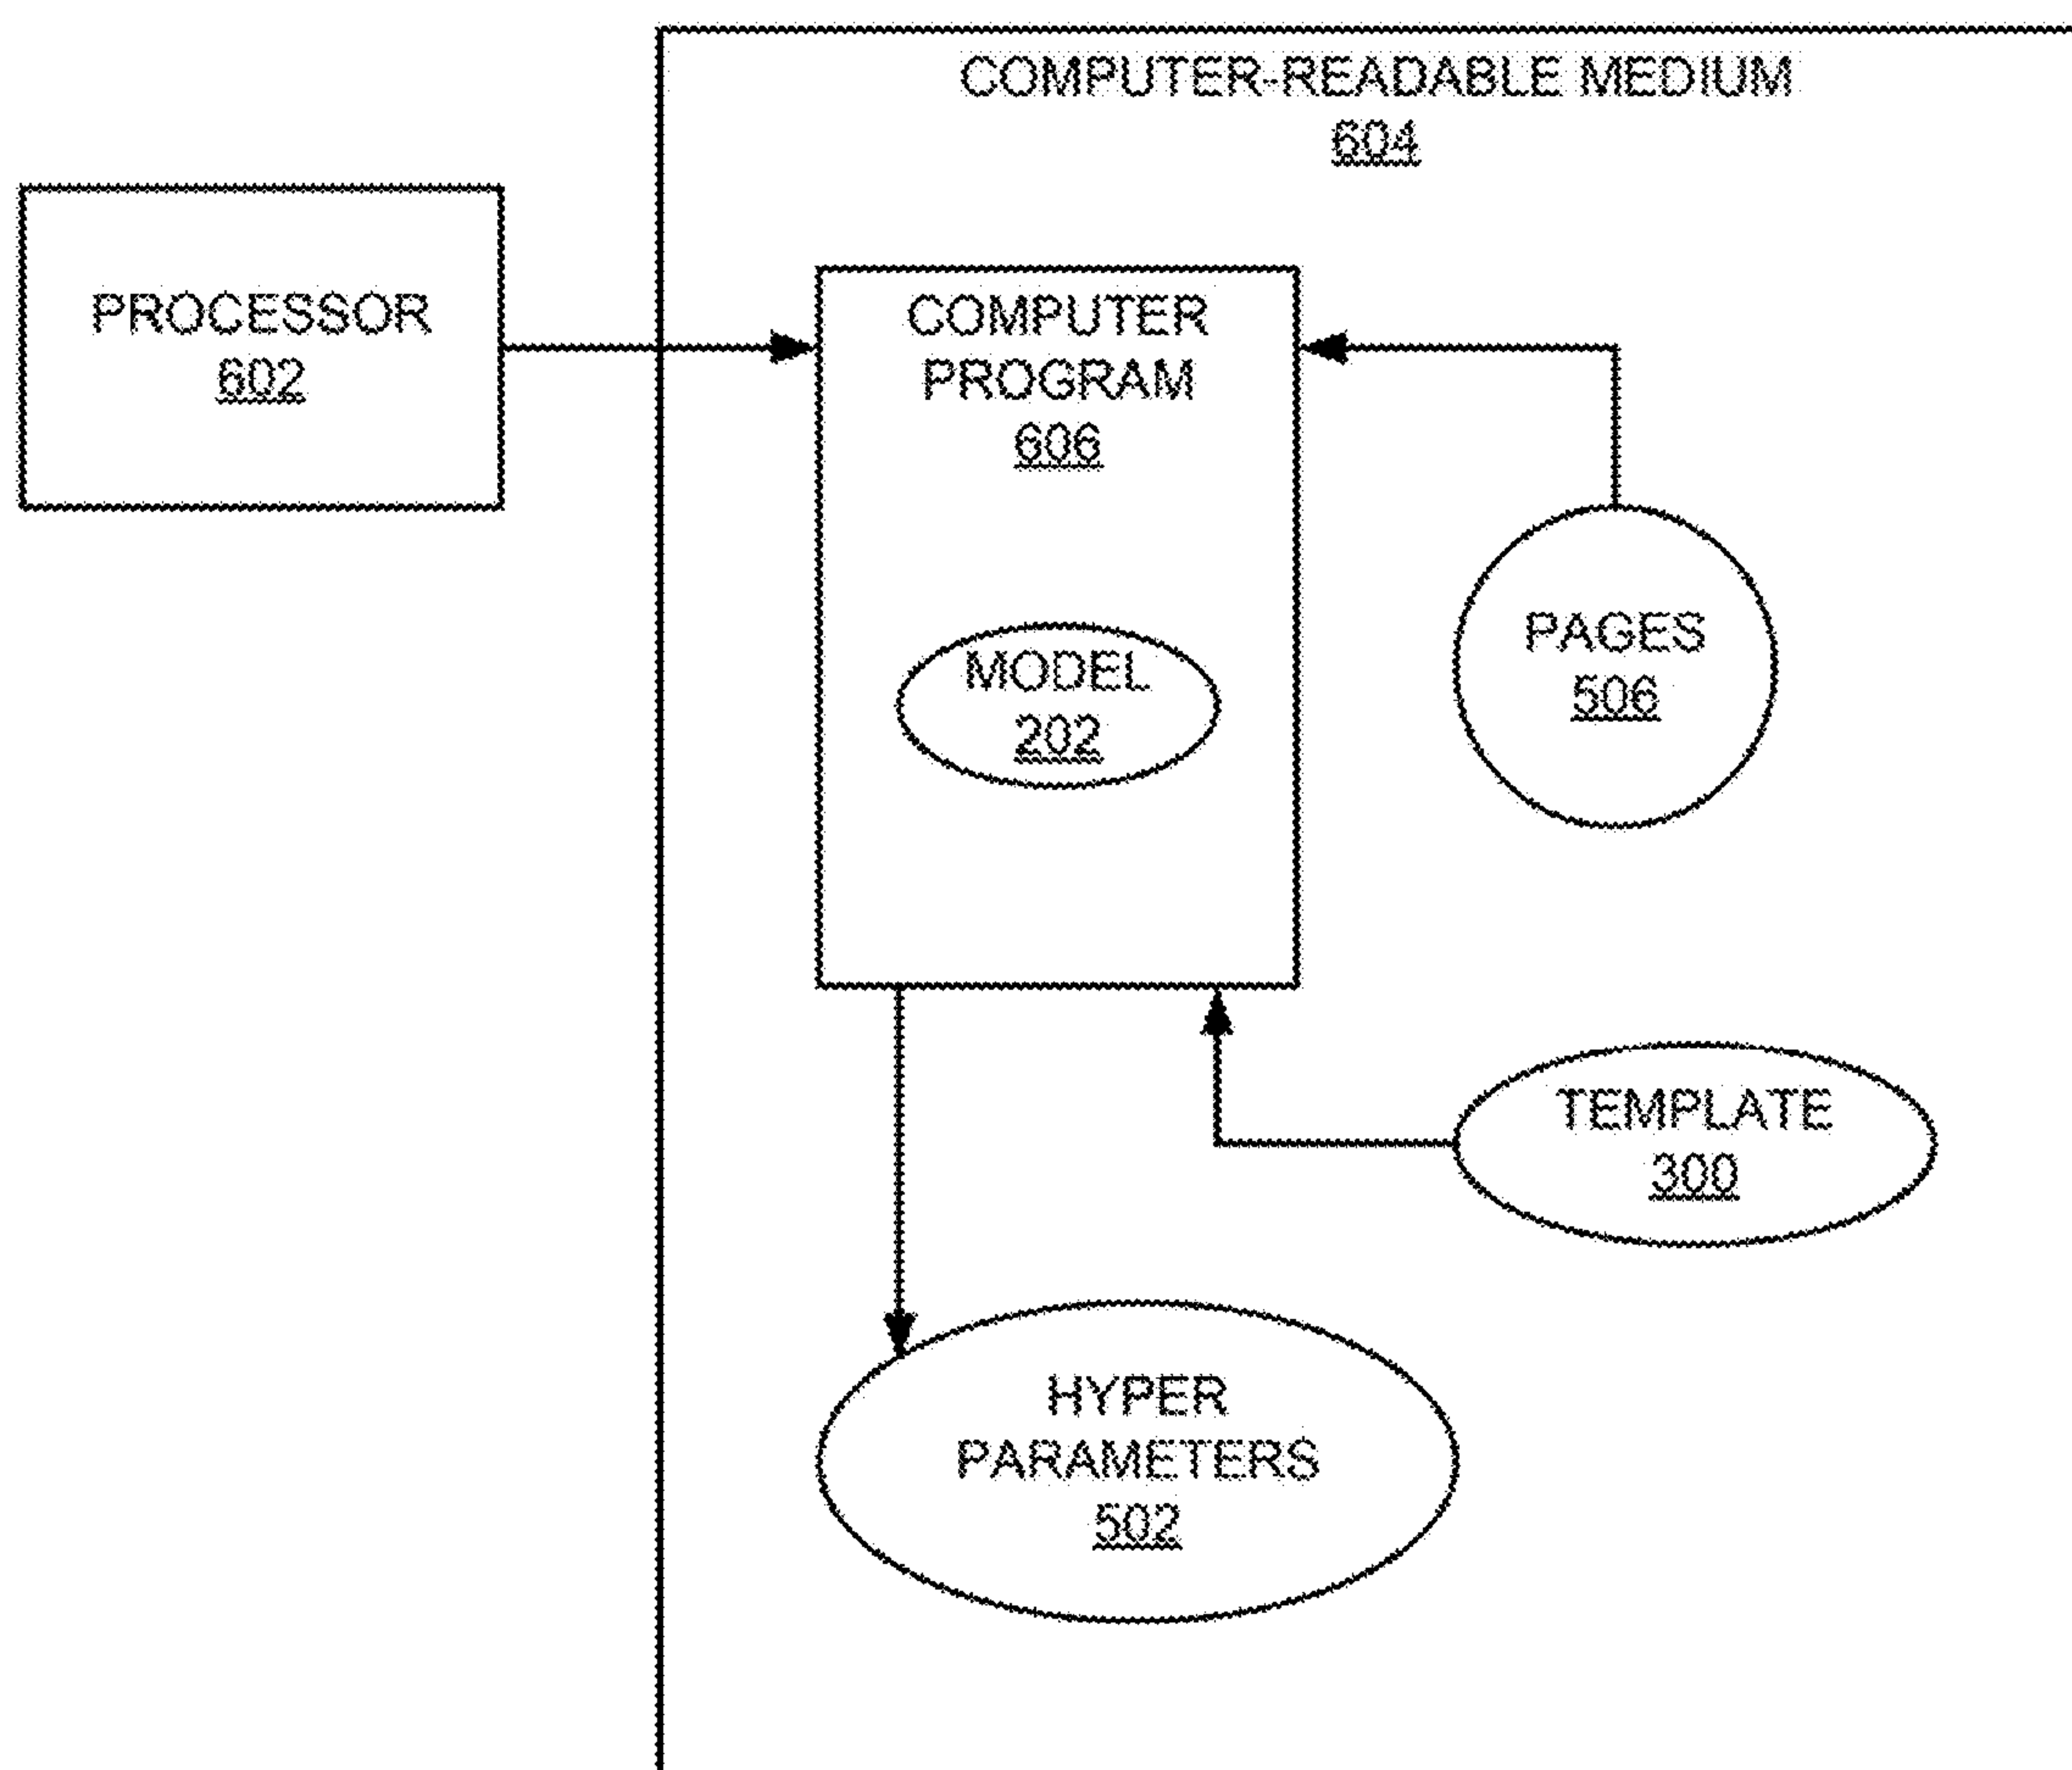 COMPUTER-READABLE MEDIUM
604
PROCESSOR
602
COMPUTER
PROGRAM
606
MODEL
202
PAGES
506
TEMPLATE
300
HYPER
PARAMETERS
502